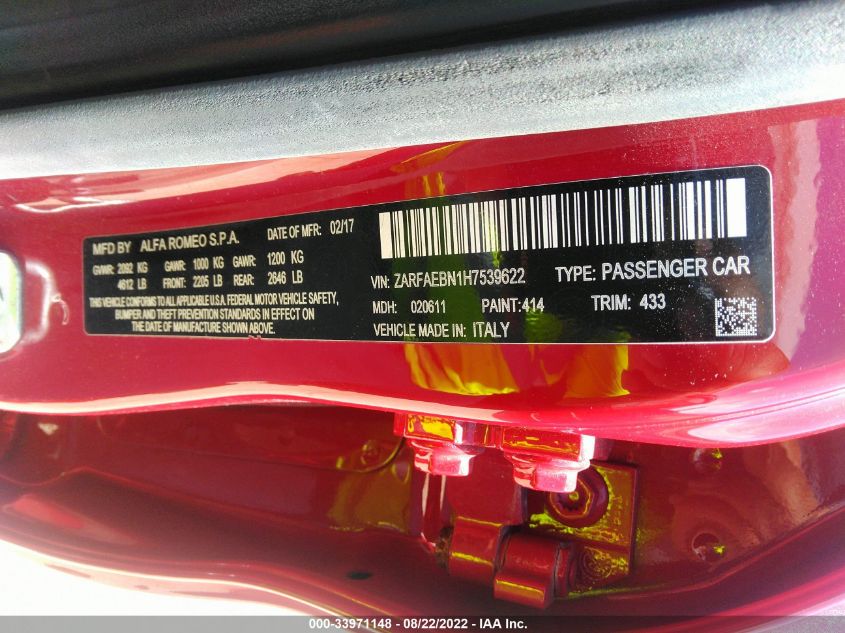 MFD BY ALFA ROMEO S.P.A. DATE OF MFR: 02/17
GVWR: 2092 KG GAWR: 1000 KG GAWR: 1200 KG
4612 LB FRONT: 2205 LB REAR: 2646 LB
THIS VEHICLE CONFORMS TO ALL APPLICABLE U.S.A. FEDERAL MOTOR VEHICLE SAFETY,
BUMPER AND THEFT PREVENTION STANDARDS IN EFFECT ON
THE DATE OF MANUFACTURE SHOWN ABOVE.
VIN: ZARFAEBN1H7539622 TYPE: PASSENGER CAR
MDH: 020611 PAINT:414 TRIM: 433
VEHICLE MADE IN: ITALY
000-33971148 - 08/22/2022 - IAA Inc.